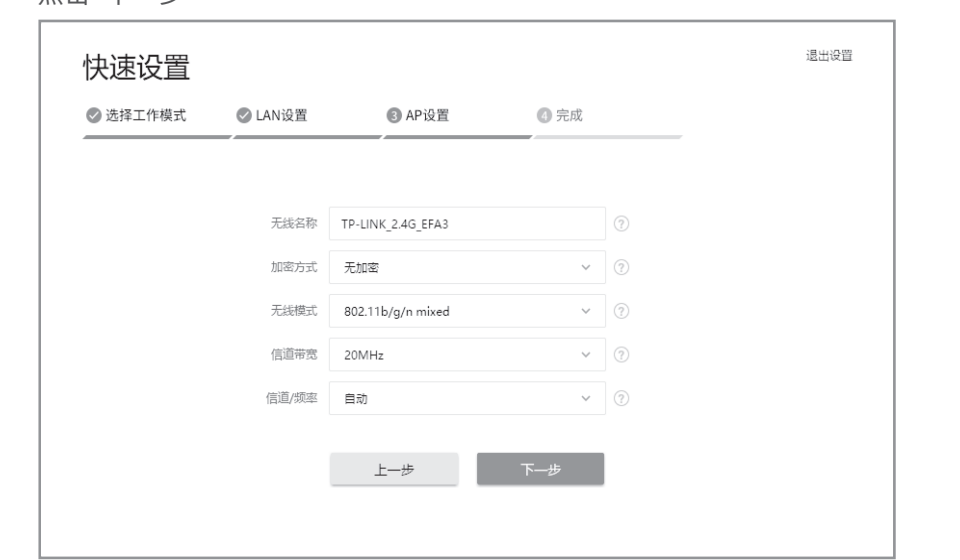 快速设置
退出设置
选择工作模式 LAN设置 3 AP设置 4 完成
无线名称 TP-LINK_2.4G_EFA3 ?
加密方式 无加密 ?
无线模式 802.11b/g/n mixed ?
信道带宽 20MHz ?
信道/频率 自动 ?
上一步 下一步